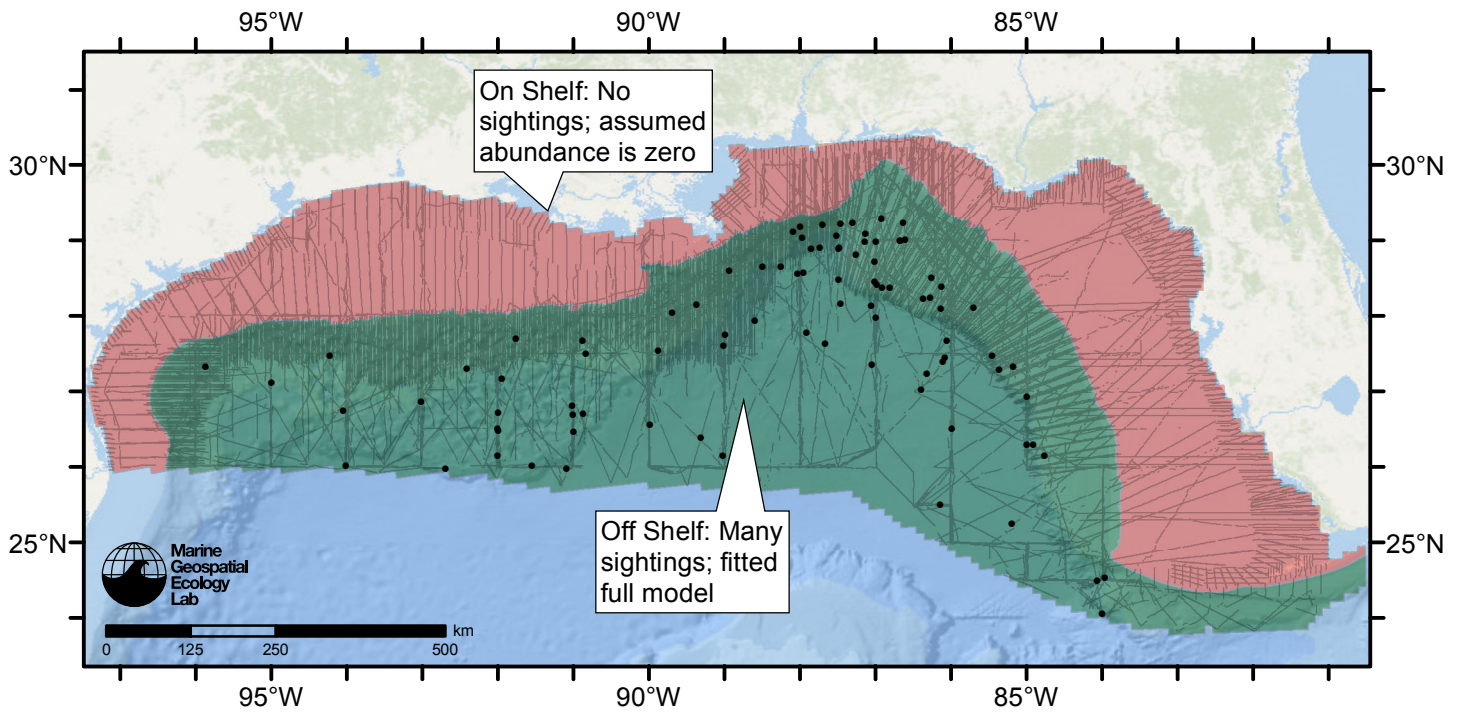 95°W 90°W 85°W
On Shelf: No
sightings; assumed
abundance is zero
30°N 30°N
Off Shelf: Many
sightings; fitted
full model
25°N 25°N
Marine
Geospatial
Ecology
Lab
km
0 125 250 500
95°W 90°W 85°W